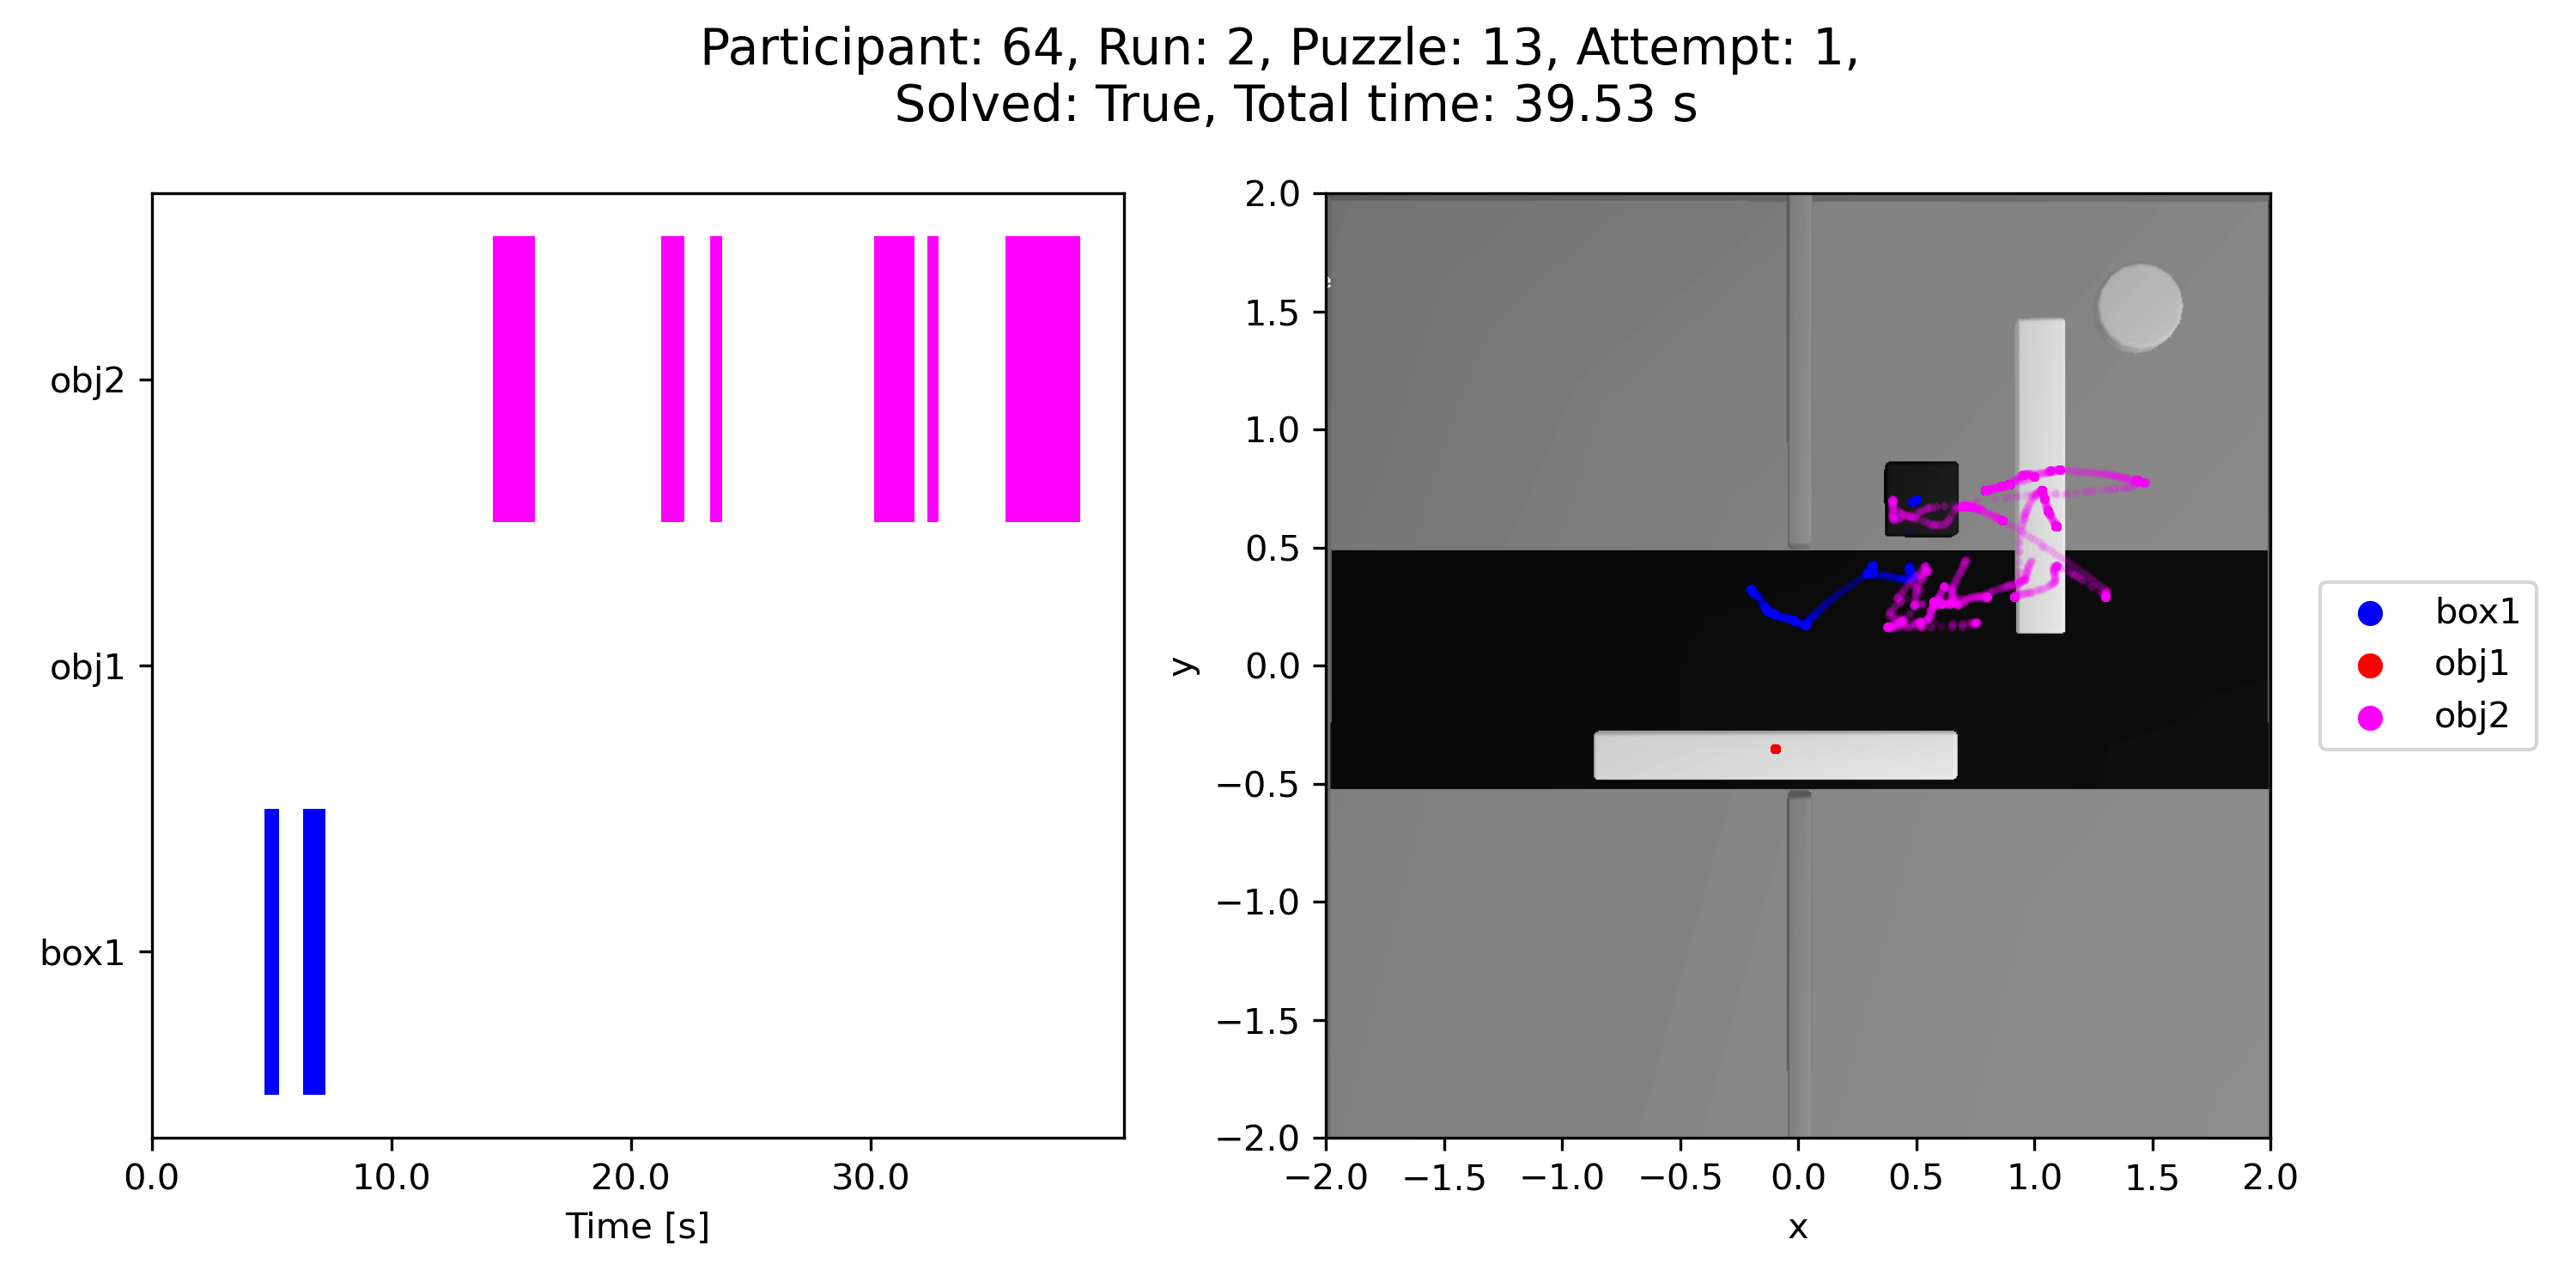 Participant: 64, Run: 2, Puzzle: 13, Attempt: 1,
Solved: True, Total time: 39.53 s
obj2
obj1
box1
0.0 10.0 20.0 30.0
Time [s]
2.0
1.5
1.0
0.5
0.0
−0.5
−1.0
−1.5
−2.0
y
−2.0 −1.5 −1.0 −0.5 0.0 0.5 1.0 1.5 2.0
x
box1
obj1
obj2